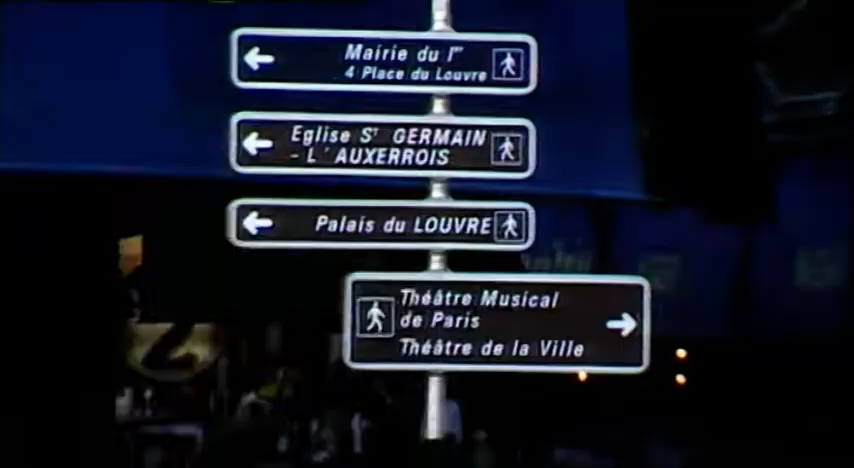 Mairie du Iᵉʳ
4 Place du Louvre
Eglise Sᵗ GERMAIN
- L'AUXERROIS
Palais du LOUVRE
Théâtre Musical
de Paris
Théâtre de la Ville